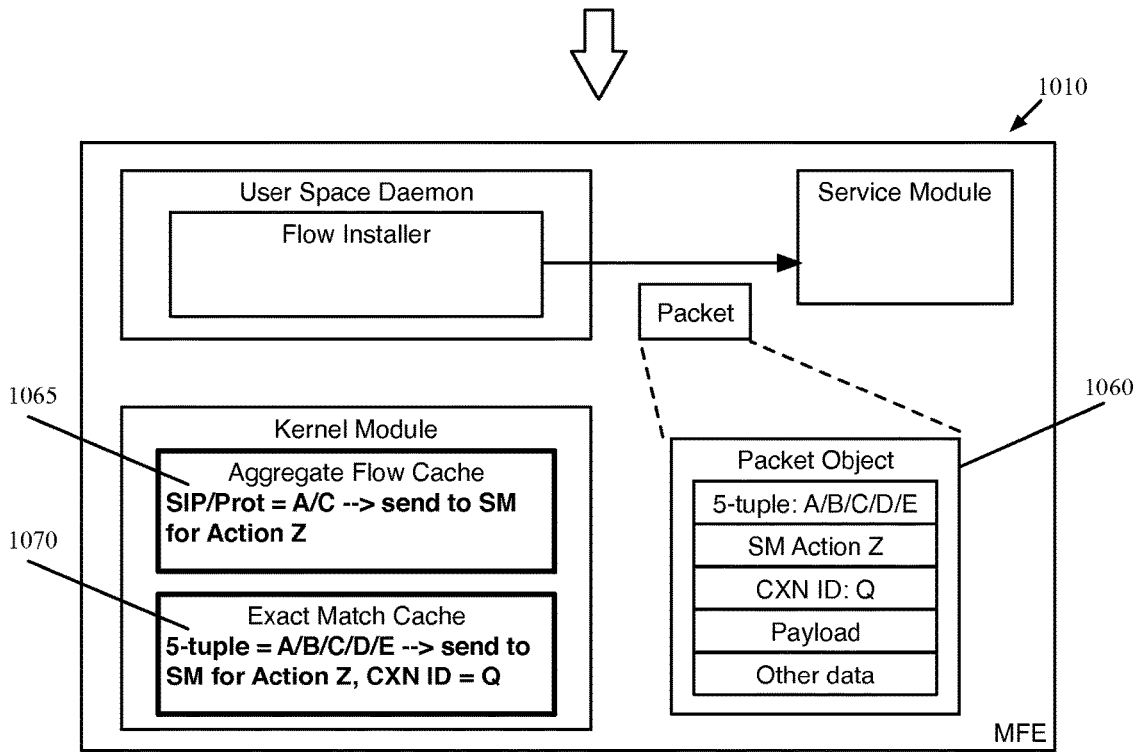 1010
User Space Daemon
Flow Installer
Service Module
Packet
1065
1060
Kernel Module
Aggregate Flow Cache
SIP/Prot = A/C --> send to SM
for Action Z
1070
Exact Match Cache
5-tuple = A/B/C/D/E --> send to
SM for Action Z, CXN ID = Q
Packet Object
5-tuple: A/B/C/D/E
SM Action Z
CXN ID: Q
Payload
Other data
MFE